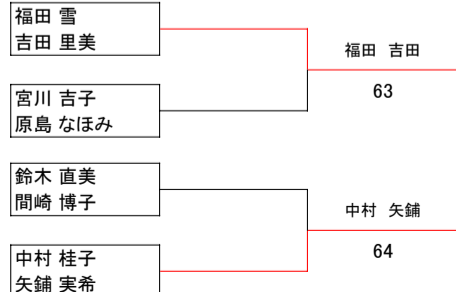 福田 雪
吉田 里美
福田 吉田
63
宮川 吉子
原島 なほみ
鈴木 直美
間崎 博子
中村 矢鋪
64
中村 桂子
矢鋪 実希